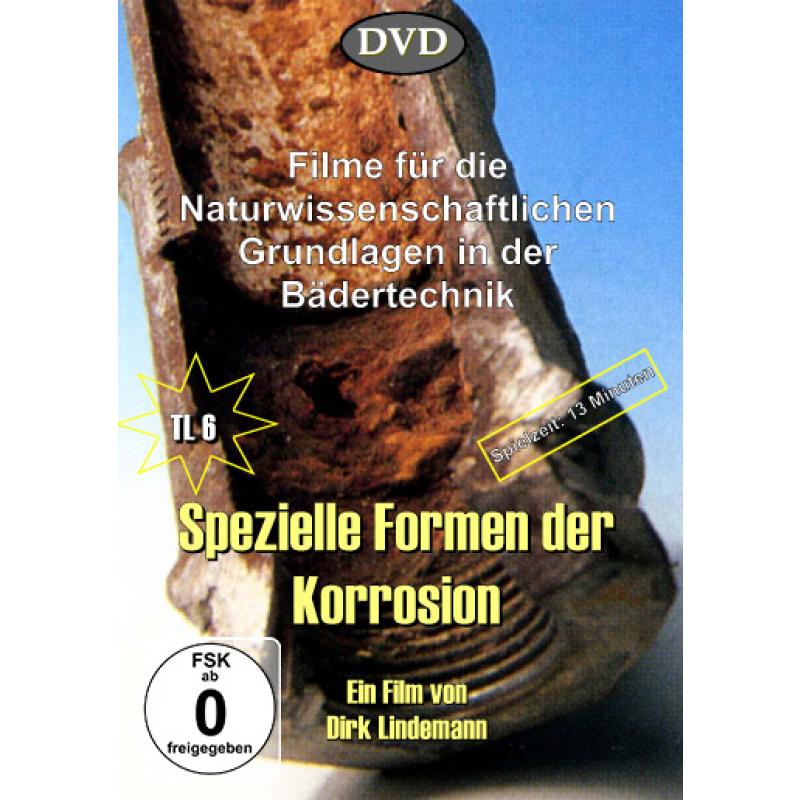 DVD
Filme für die
Naturwissenschaftlichen
Grundlagen in der
Bädertechnik
TL 6
Spielzeit: 13 Minuten
Spezielle Formen der
Korrosion
FSK
ab
0
freigegeben
Ein Film von
Dirk Lindemann